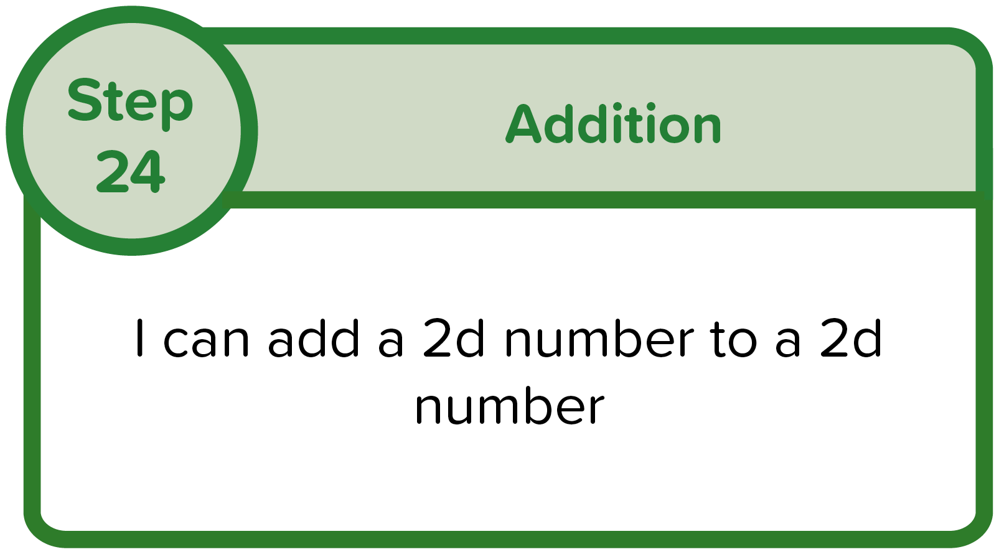 Step
24
Addition
I can add a 2d number to a 2d
number